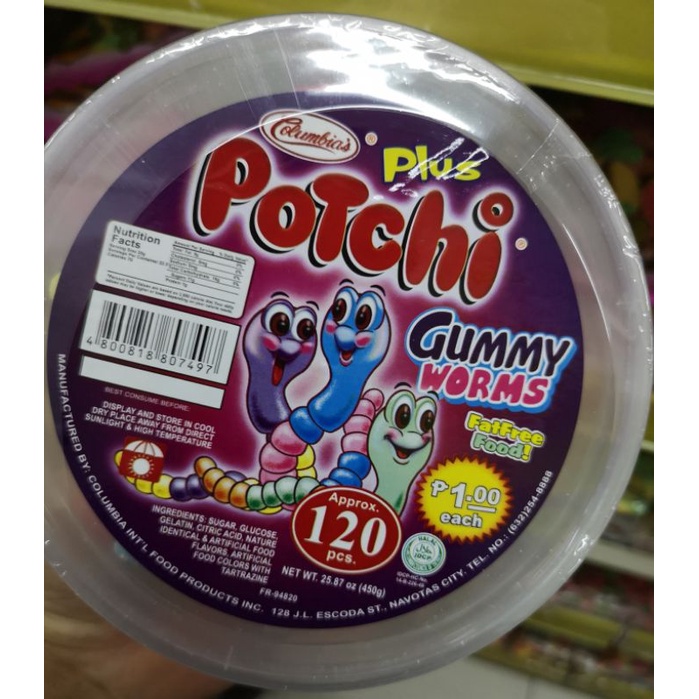 Columbia's ®
Plus
Potchi ®
Gummy
Worms
FatFree
Food!
₱1.00
each
Nutrition
Facts
4 800818 807497
BEST CONSUME BEFORE:
DISPLAY AND STORE IN COOL
DRY PLACE AWAY FROM DIRECT
SUNLIGHT & HIGH TEMPERATURE
INGREDIENTS: SUGAR, GLUCOSE,
GELATIN, CITRIC ACID, NATURE
IDENTICAL & ARTIFICIAL FOOD
FLAVORS, ARTIFICIAL
FOOD COLORS WITH
TARTRAZINE
FR-94820
Approx.
120
pcs.
NET WT. 25.87 oz (450g)
HALAL
MANUFACTURED BY: COLUMBIA INT'L FOOD PRODUCTS INC. 128 J.L. ESCODA ST., NAVOTAS CITY. TEL. NO.: (632)254-8888